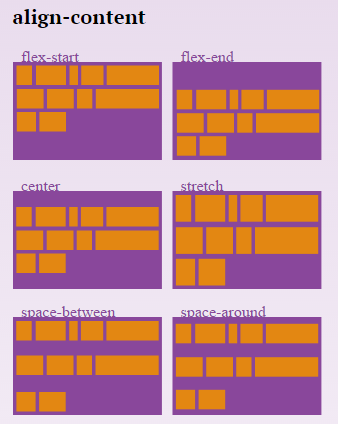 align-content
flex-start
flex-end
center
stretch
space-between
space-around